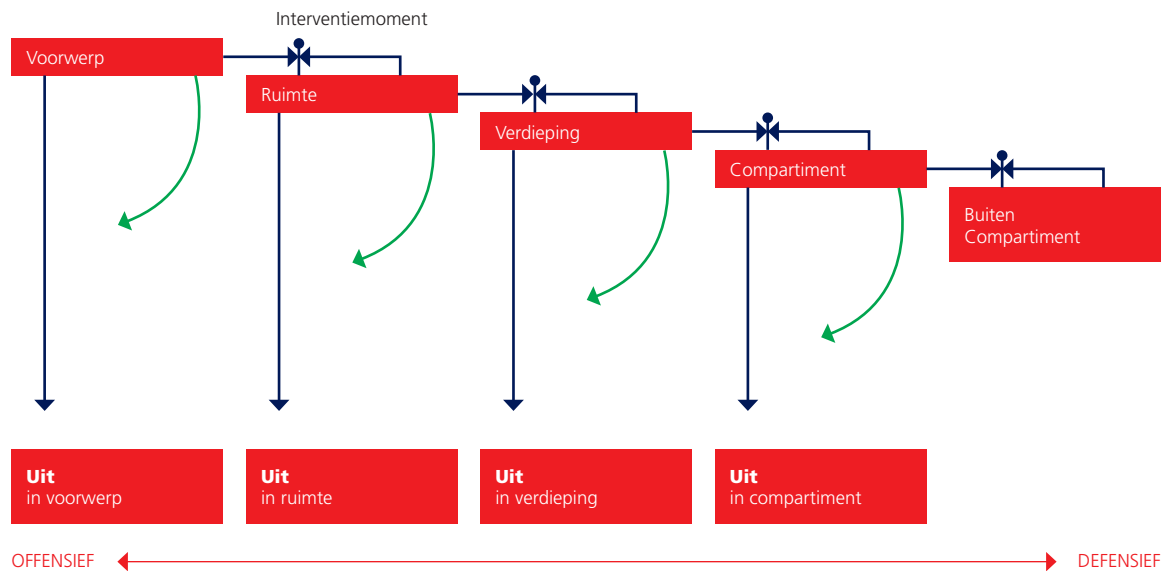 Interventiemoment
Voorwerp
Ruimte
Verdieping
Compartiment
Buiten
Compartiment
Uit
in voorwerp
Uit
in ruimte
Uit
in verdieping
Uit
in compartiment
OFFENSIEF
DEFENSIEF